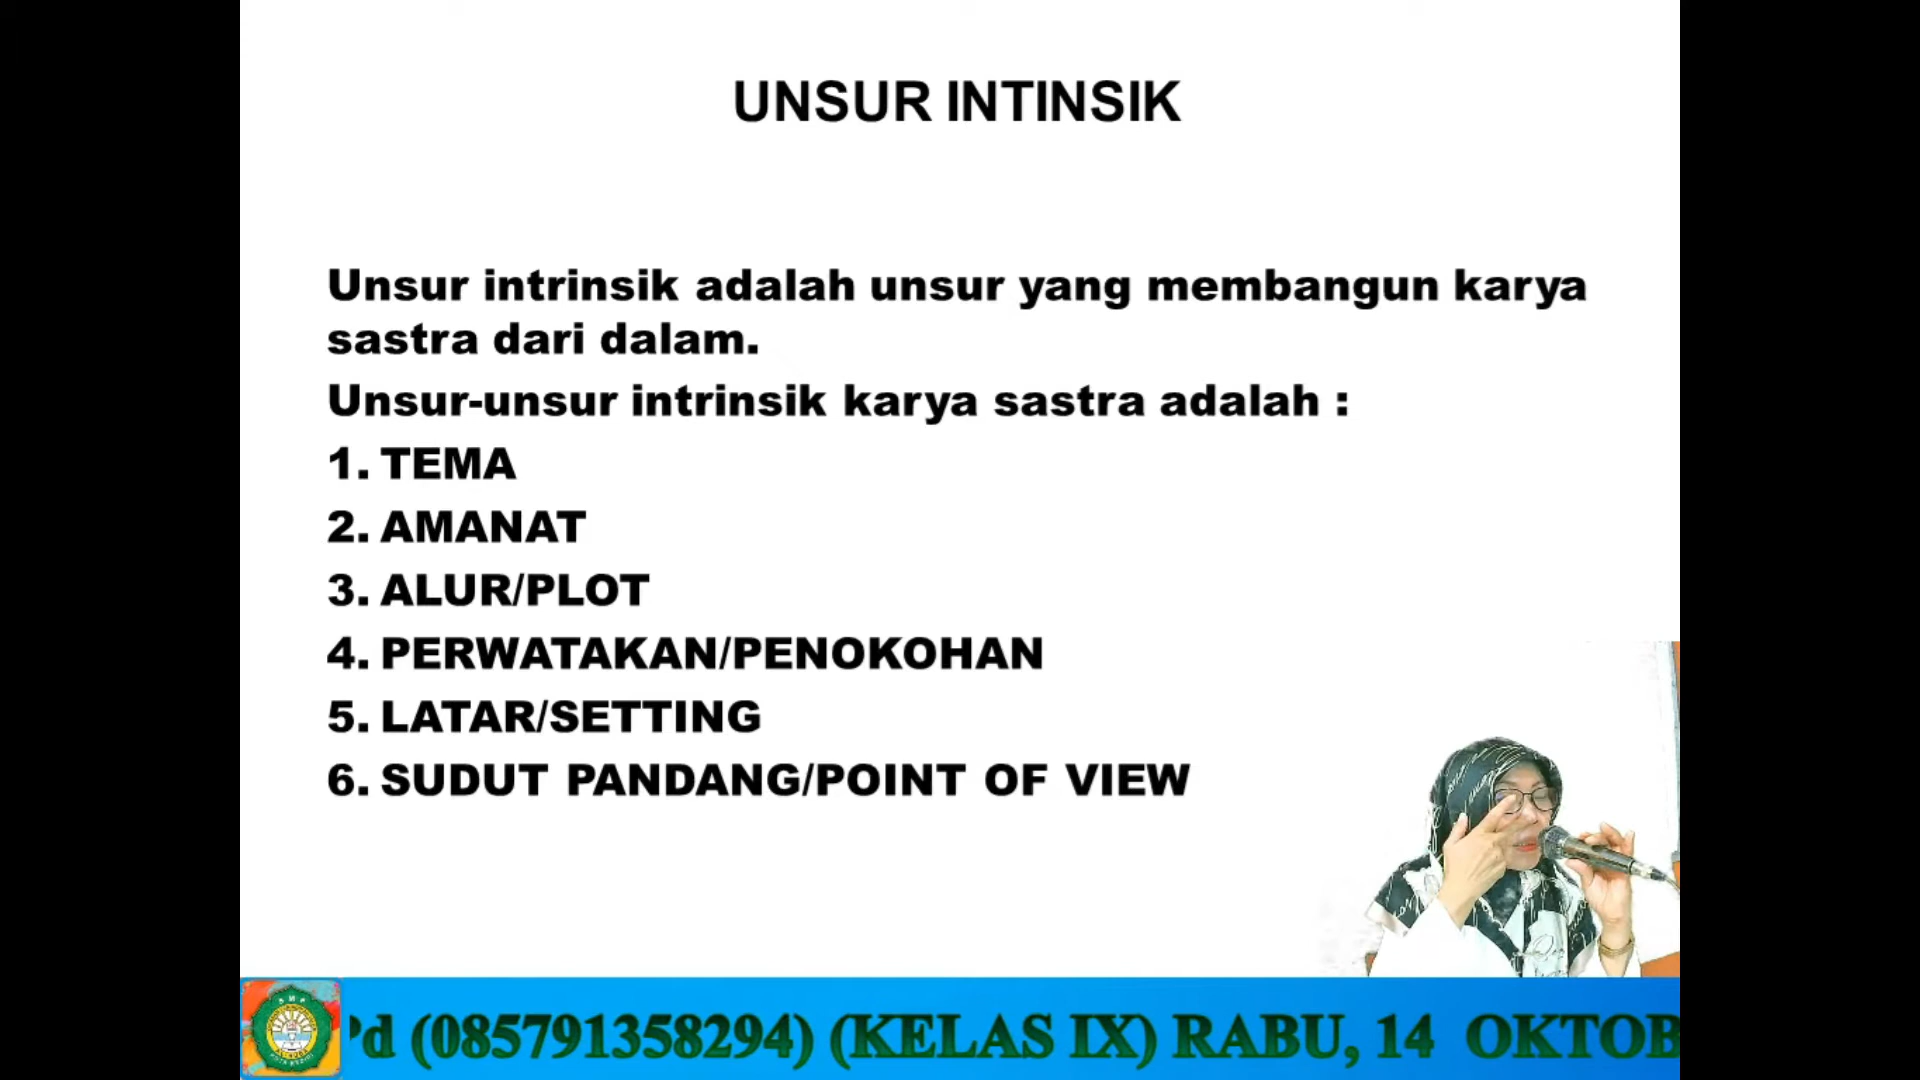 UNSUR INTINSIK
Unsur intrinsik adalah unsur yang membangun karya
sastra dari dalam.
Unsur-unsur intrinsik karya sastra adalah :
1. TEMA
2. AMANAT
3. ALUR/PLOT
4. PERWATAKAN/PENOKOHAN
5. LATAR/SETTING
6. SUDUT PANDANG/POINT OF VIEW
Pd (085791358294) (KELAS IX) RABU, 14 OKTOB